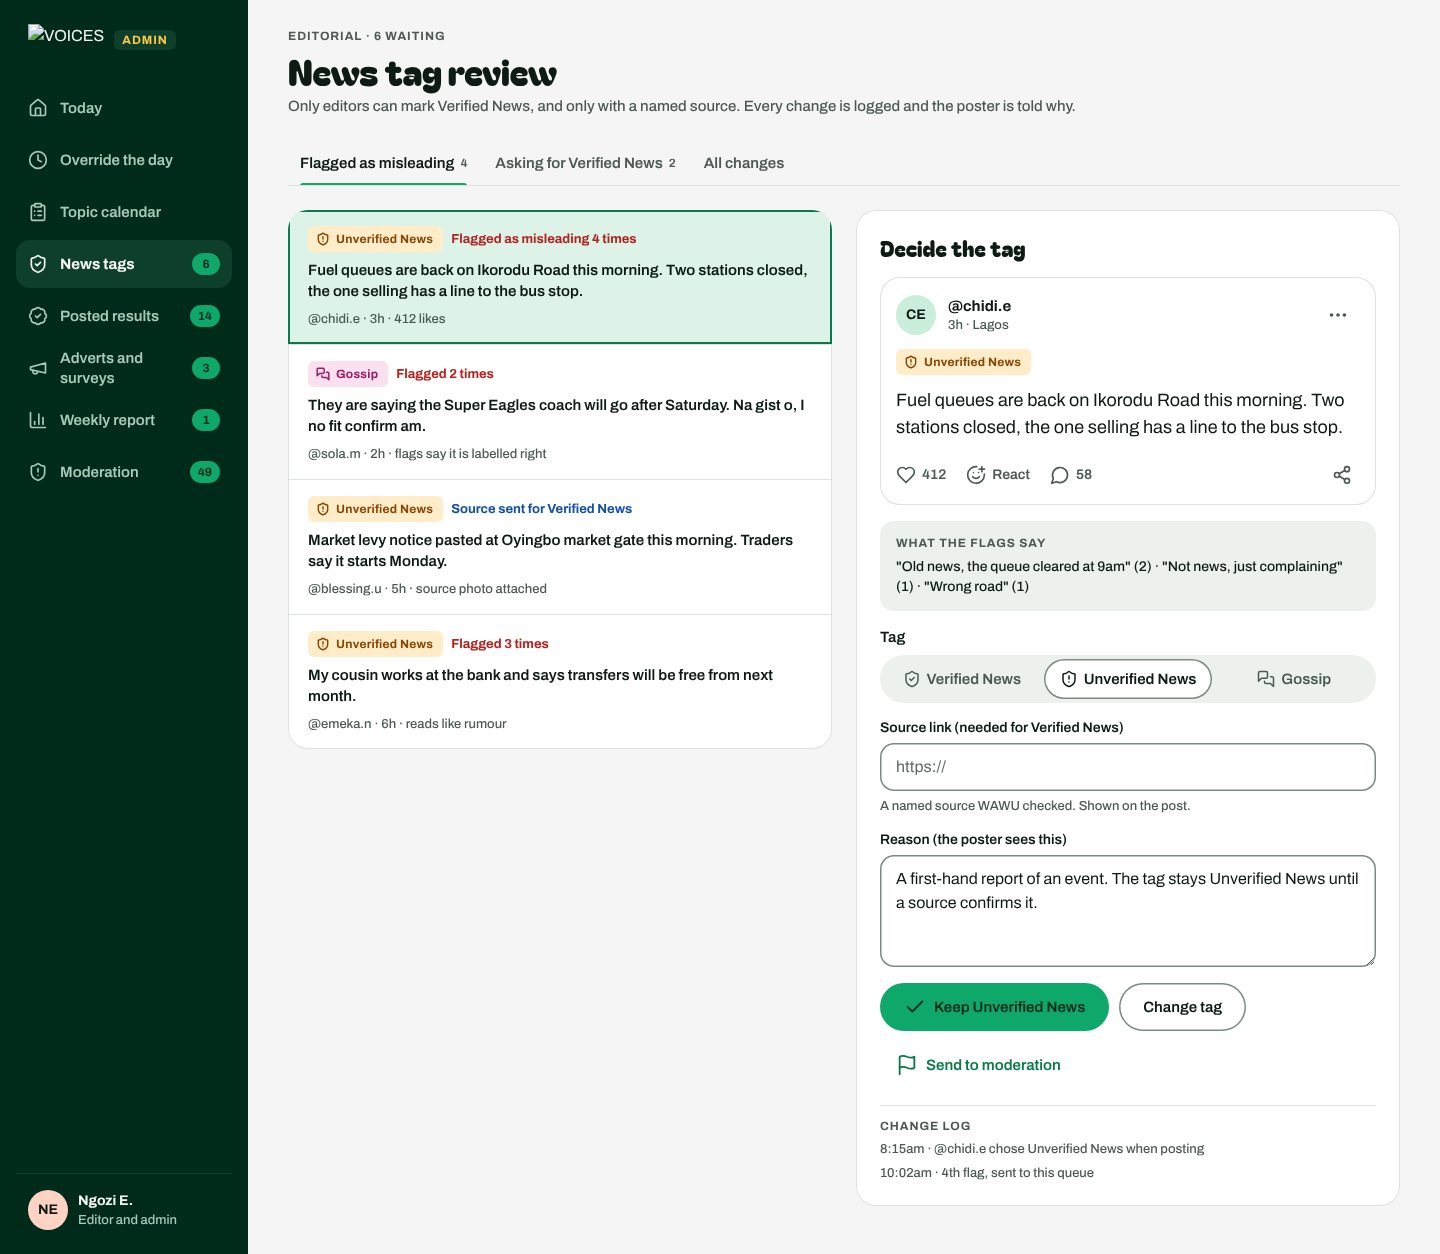 VOICES ADMIN
Today
Override the day
Topic calendar
News tags 6
Posted results 14
Adverts and
surveys 3
Weekly report 1
Moderation 49
NE
Ngozi E.
Editor and admin
EDITORIAL · 6 WAITING
News tag review
Only editors can mark Verified News, and only with a named source. Every change is logged and the poster is told why.
Flagged as misleading 4 Asking for Verified News 2 All changes
Unverified News Flagged as misleading 4 times
Fuel queues are back on Ikorodu Road this morning. Two stations closed,
the one selling has a line to the bus stop.
@chidi.e · 3h · 412 likes
Gossip Flagged 2 times
They are saying the Super Eagles coach will go after Saturday. Na gist o, I
no fit confirm am.
@sola.m · 2h · flags say it is labelled right
Unverified News Source sent for Verified News
Market levy notice pasted at Oyingbo market gate this morning. Traders
say it starts Monday.
@blessing.u · 5h · source photo attached
Unverified News Flagged 3 times
My cousin works at the bank and says transfers will be free from next
month.
@emeka.n · 6h · reads like rumour
Decide the tag
CE
@chidi.e
3h · Lagos
Unverified News
Fuel queues are back on Ikorodu Road this morning. Two
stations closed, the one selling has a line to the bus stop.
412 React 58
WHAT THE FLAGS SAY
"Old news, the queue cleared at 9am" (2) · "Not news, just complaining"
(1) · "Wrong road" (1)
Tag
Verified News Unverified News Gossip
Source link (needed for Verified News)
https://
A named source WAWU checked. Shown on the post.
Reason (the poster sees this)
A first-hand report of an event. The tag stays Unverified News until
a source confirms it.
Keep Unverified News Change tag
Send to moderation
CHANGE LOG
8:15am · @chidi.e chose Unverified News when posting
10:02am · 4th flag, sent to this queue